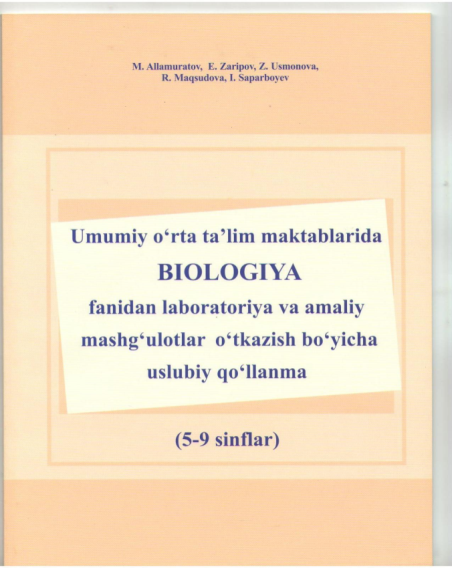 M. Allamuratov, E. Zaripov, Z. Usmonova,
R. Maqsudova, I. Saparboyev
Umumiy o‘rta ta’lim maktablarida
BIOLOGIYA
fanidan laboratoriya va amaliy
mashg‘ulotlar o‘tkazish bo‘yicha
uslubiy qo‘llanma
(5-9 sinflar)